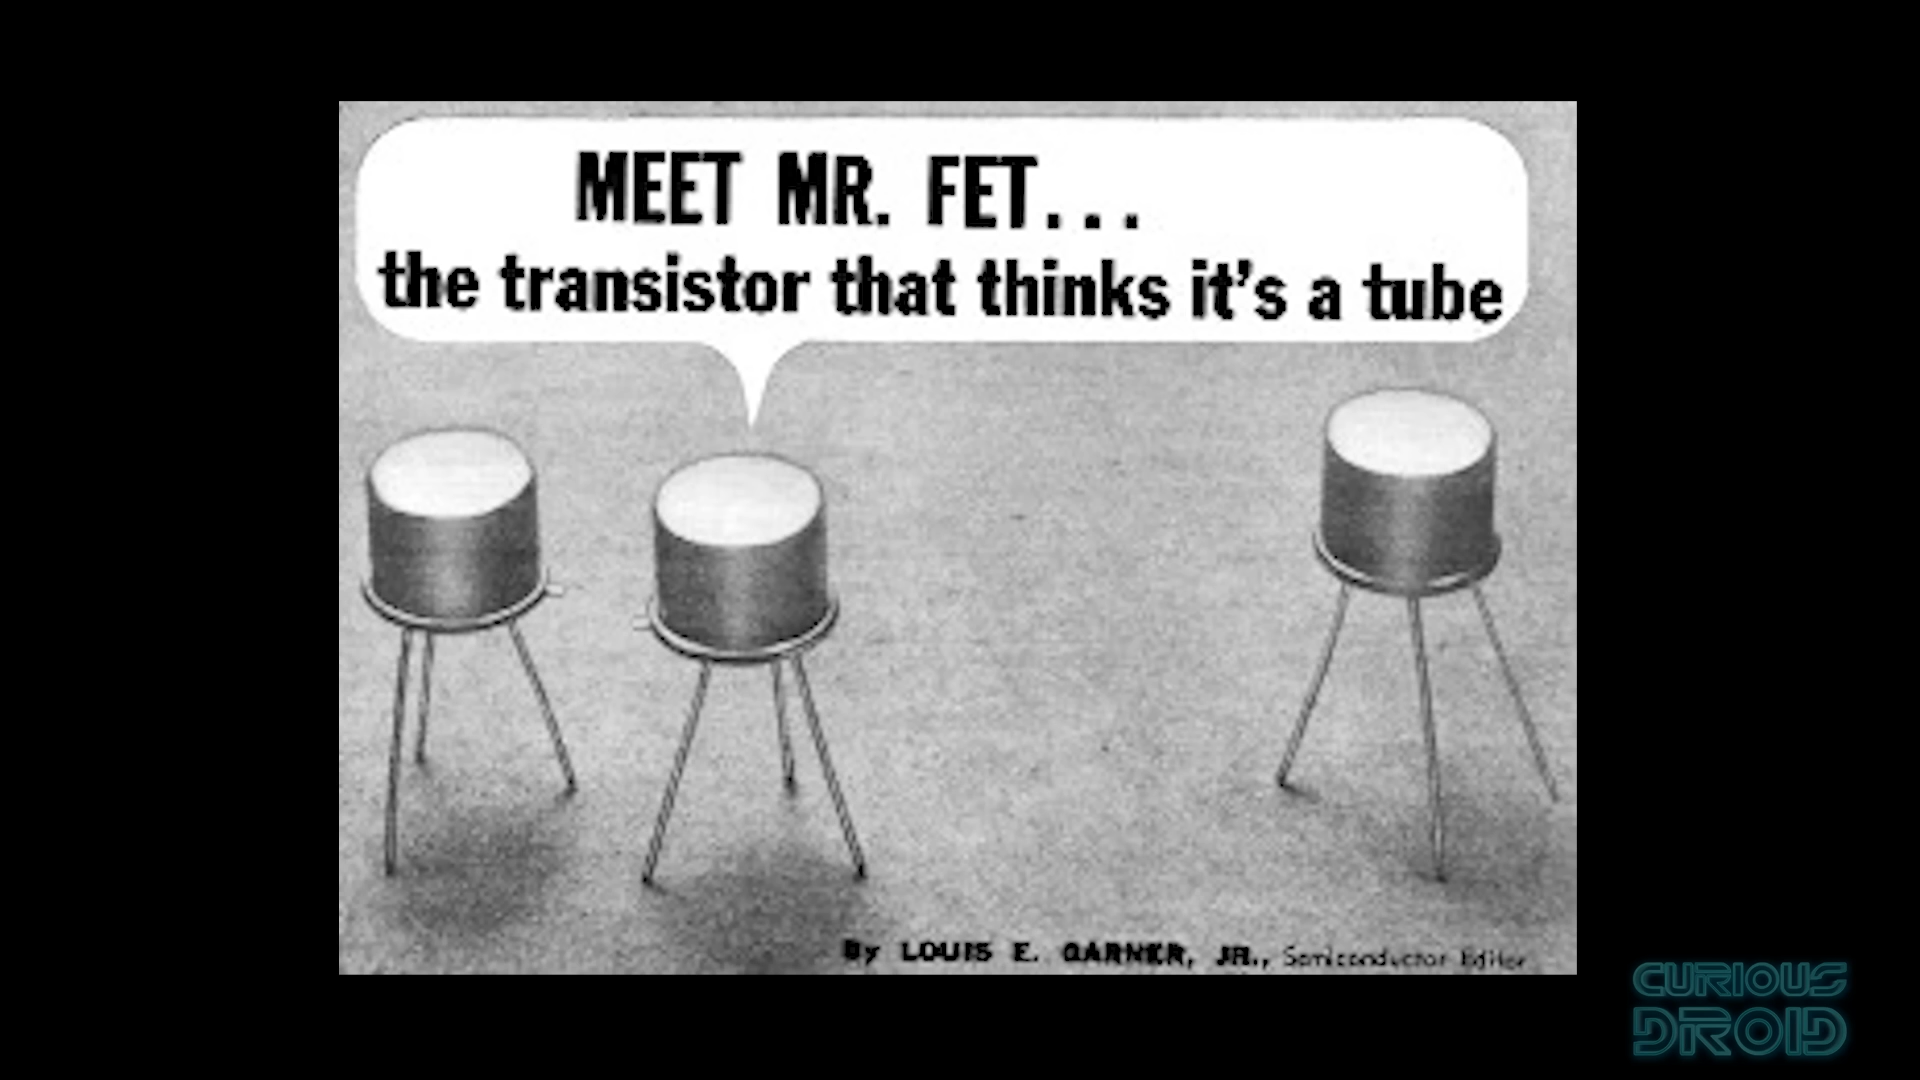 MEET MR. FET...
the transistor that thinks it's a tube
By LOUIS E. GARNER, JR., Semiconductor Editor
CURIOUS
DROID